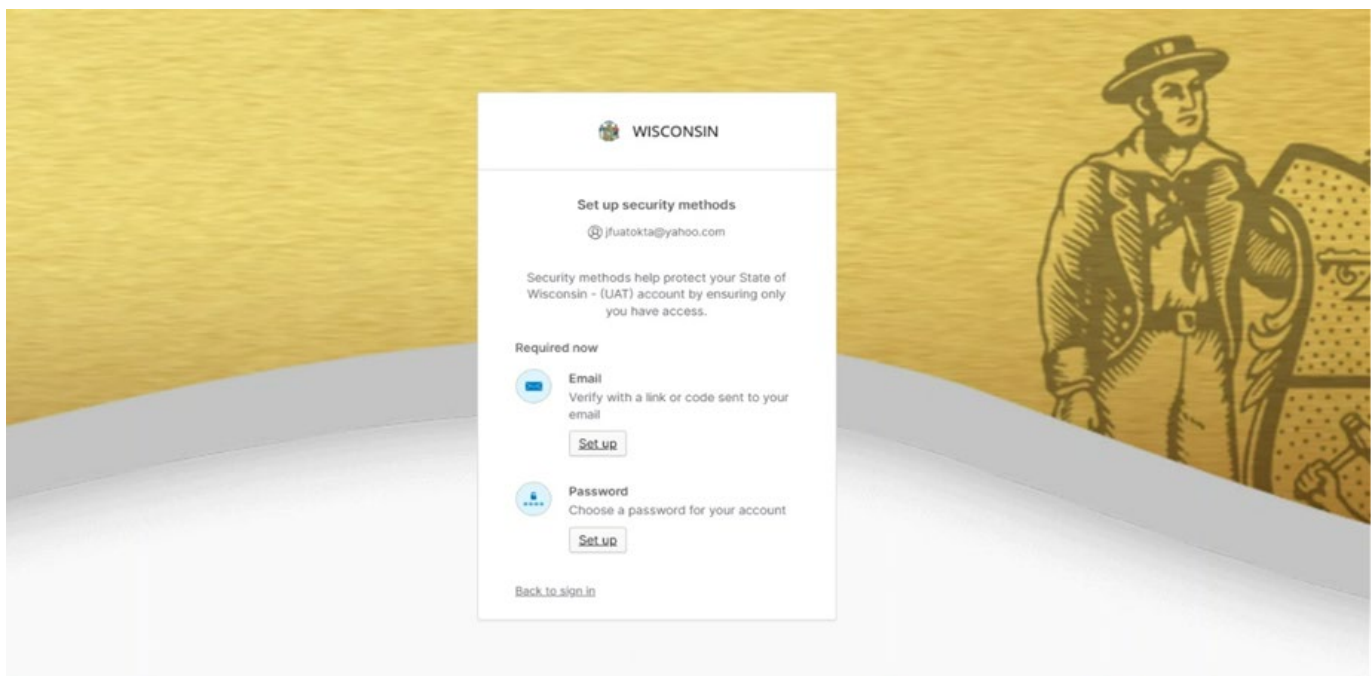 WISCONSIN
Set up security methods
jfuatokta@yahoo.com
Security methods help protect your State of
Wisconsin - (UAT) account by ensuring only
you have access.
Required now
Email
Verify with a link or code sent to your
email
Set up
Password
Choose a password for your account
Set up
Back to sign in